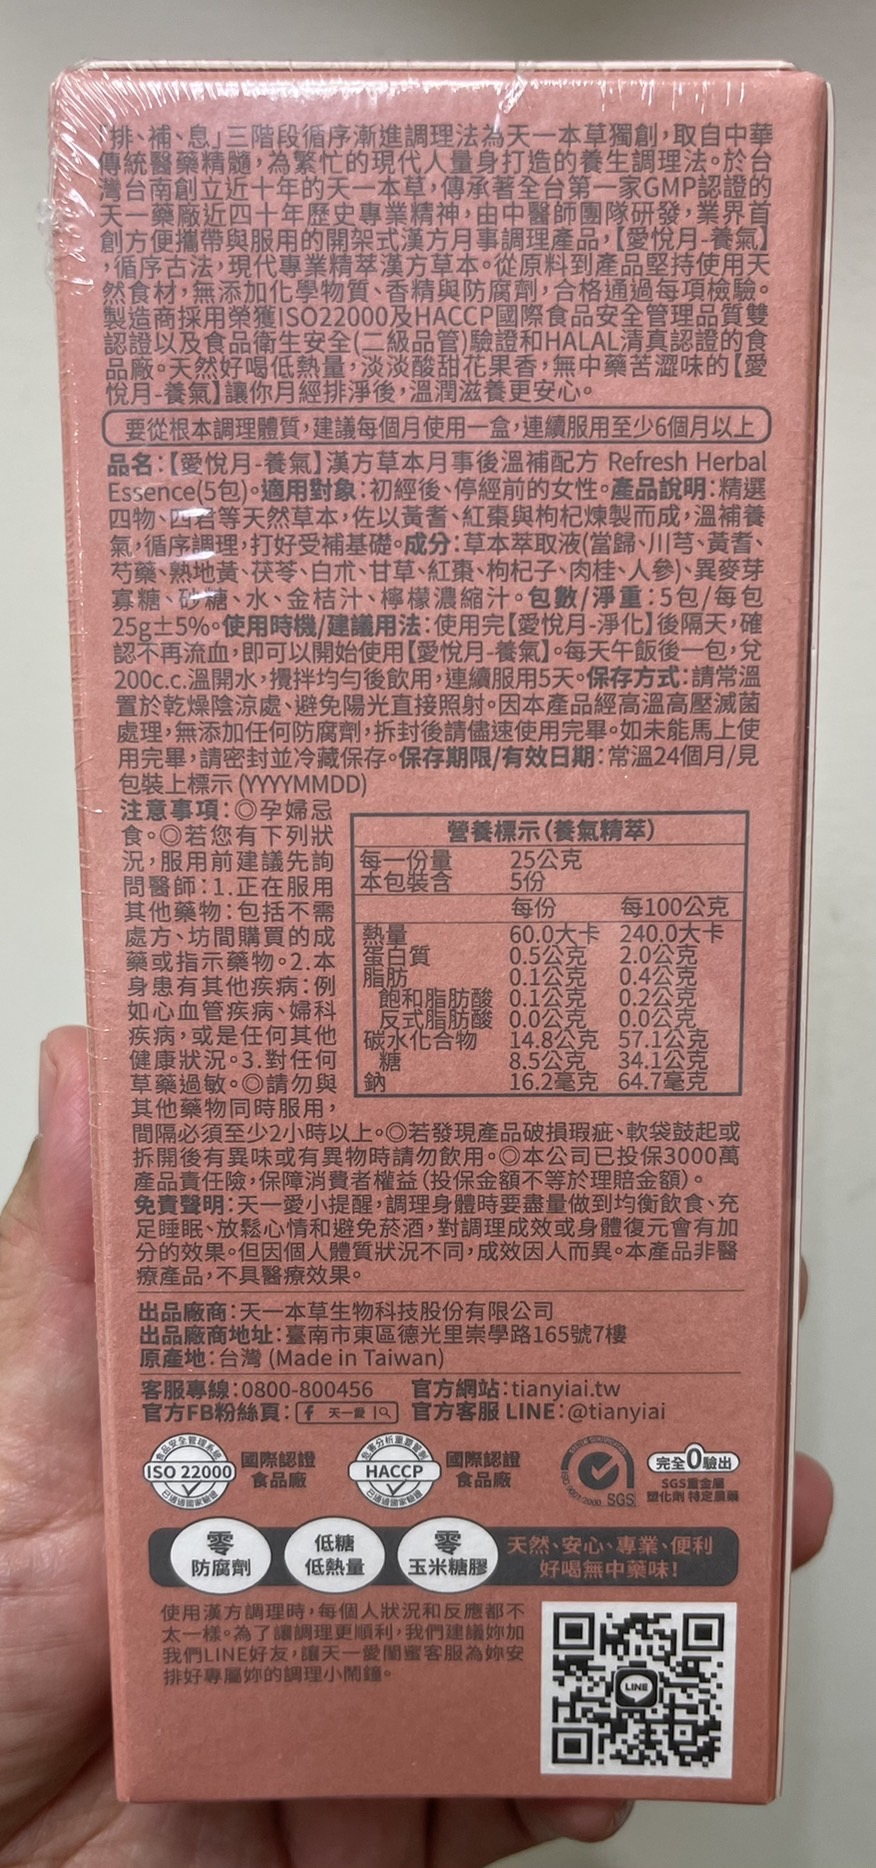 「排、補、息」三階段循序漸進調理法為天一本草獨創,取自中華
傳統醫藥精髓,為繁忙的現代人量身打造的養生調理法。於台
灣台南創立近十年的天一本草,傳承著全台第一家GMP認證的
天一藥廠近四十年歷史專業精神,由中醫師團隊研發,業界首
創方便攜帶與服用的開架式漢方月事調理產品,【愛悅月-養氣】
,循序古法,現代專業精萃漢方草本。從原料到產品堅持使用天
然食材,無添加化學物質、香精與防腐劑,合格通過每項檢驗。
製造商採用榮獲ISO22000及HACCP國際食品安全管理品質雙
認證以及食品衛生安全(二級品管)驗證和HALAL清真認證的食
品廠。天然好喝低熱量,淡淡酸甜花果香,無中藥苦澀味的【愛
悅月-養氣】讓你月經排淨後,溫潤滋養更安心。
要從根本調理體質,建議每個月使用一盒,連續服用至少6個月以上
品名:【愛悅月-養氣】漢方草本月事後溫補配方 Refresh Herbal
Essence(5包)。適用對象:初經後、停經前的女性。產品說明:精選
四物、四君等天然草本,佐以黃耆、紅棗與枸杞煉製而成,溫補養
氣,循序調理,打好受補基礎。成分:草本萃取液(當歸、川芎、黃耆、
芍藥、熟地黃、茯苓、白朮、甘草、紅棗、枸杞子、肉桂、人參)、異麥芽
寡糖、砂糖、水、金桔汁、檸檬濃縮汁。包數/淨重:5包/每包
25g±5%。使用時機/建議用法:使用完【愛悅月-淨化】後隔天,確
認不再流血,即可以開始使用【愛悅月-養氣】。每天午飯後一包,兌
200c.c.溫開水,攪拌均勻後飲用,連續服用5天。保存方式:請常溫
置於乾燥陰涼處、避免陽光直接照射。因本產品經高溫高壓滅菌
處理,無添加任何防腐劑,拆封後請儘速使用完畢。如未能馬上使
用完畢,請密封並冷藏保存。保存期限/有效日期:常溫24個月/見
包裝上標示 (YYYYMMDD)
注意事項:◎孕婦忌
食。◎若您有下列狀
況,服用前建議先詢
問醫師:1.正在服用
其他藥物:包括不需
處方、坊間購買的成
藥或指示藥物。2.本
身患有其他疾病:例
如心血管疾病、婦科
疾病,或是任何其他
健康狀況。3.對任何
草藥過敏。◎請勿與
其他藥物同時服用,
間隔必須至少2小時以上。◎若發現產品破損瑕疵、軟袋鼓起或
拆開後有異味或有異物時請勿飲用。◎本公司已投保3000萬
產品責任險,保障消費者權益(投保金額不等於理賠金額)。
營養標示(養氣精萃)
每一份量 25公克
本包裝含 5份
每份 每100公克
熱量 60.0大卡 240.0大卡
蛋白質 0.5公克 2.0公克
脂肪 0.1公克 0.4公克
飽和脂肪酸 0.1公克 0.2公克
反式脂肪酸 0.0公克 0.0公克
碳水化合物 14.8公克 57.1公克
糖 8.5公克 34.1公克
鈉 16.2毫克 64.7毫克
免責聲明:天一愛小提醒,調理身體時要盡量做到均衡飲食、充
足睡眠、放鬆心情和避免菸酒,對調理成效或身體復元會有加
分的效果。但因個人體質狀況不同,成效因人而異。本產品非醫
療產品,不具醫療效果。
出品廠商:天一本草生物科技股份有限公司
出品廠商地址:臺南市東區德光里崇學路165號7樓
原產地:台灣 (Made in Taiwan)
客服專線:0800-800456 官方網站:tianyiai.tw
官方FB粉絲頁: f 天一愛 官方客服 LINE:@tianyiai
食品安全管理系統
ISO 22000
已通過國家驗證
國際認證
食品廠
HACCP
已通過國家驗證
國際認證
食品廠
SGS
完全0驗出
SGS重金屬
塑化劑 特定農藥
零
防腐劑
低糖
低熱量
零
玉米糖膠
天然、安心、專業、便利
好喝無中藥味!
使用漢方調理時,每個人狀況和反應都不
太一樣。為了讓調理更順利,我們建議妳加
我們LINE好友,讓天一愛閨蜜客服為妳安
排好專屬妳的調理小鬧鐘。
LINE